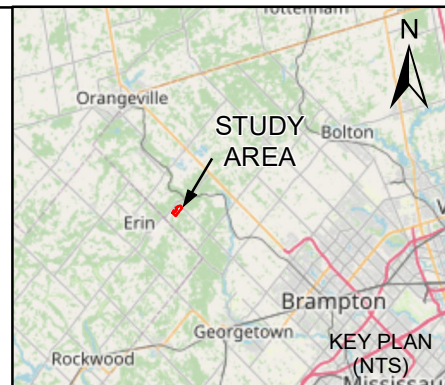 Tottenham
N
Orangeville
STUDY
AREA
Bolton
Erin
Brampton
Georgetown
KEY PLAN
(NTS)
Rockwood